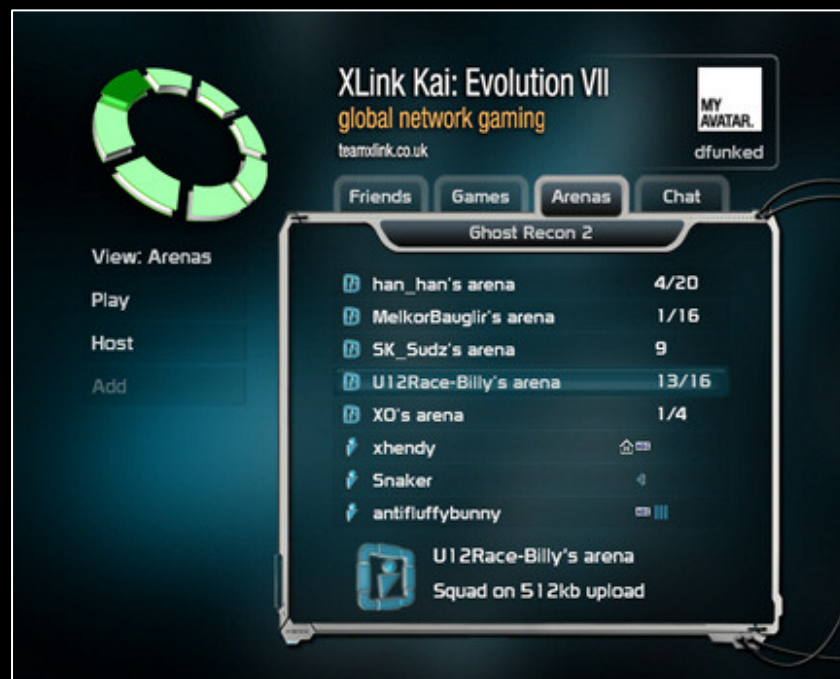 XLink Kai: Evolution VII
global network gaming
teamxlink.co.uk
MY
AVATAR.
dfunked
Friends Games Arenas Chat
Ghost Recon 2
View: Arenas
Play
Host
Add
han_han's arena 4/20
MelkorBauglir's arena 1/16
SK_Sudz's arena 9
U12Race-Billy's arena 13/16
XO's arena 1/4
xhendy
Snaker
antifluffybunny
U12Race-Billy's arena
Squad on 512kb upload